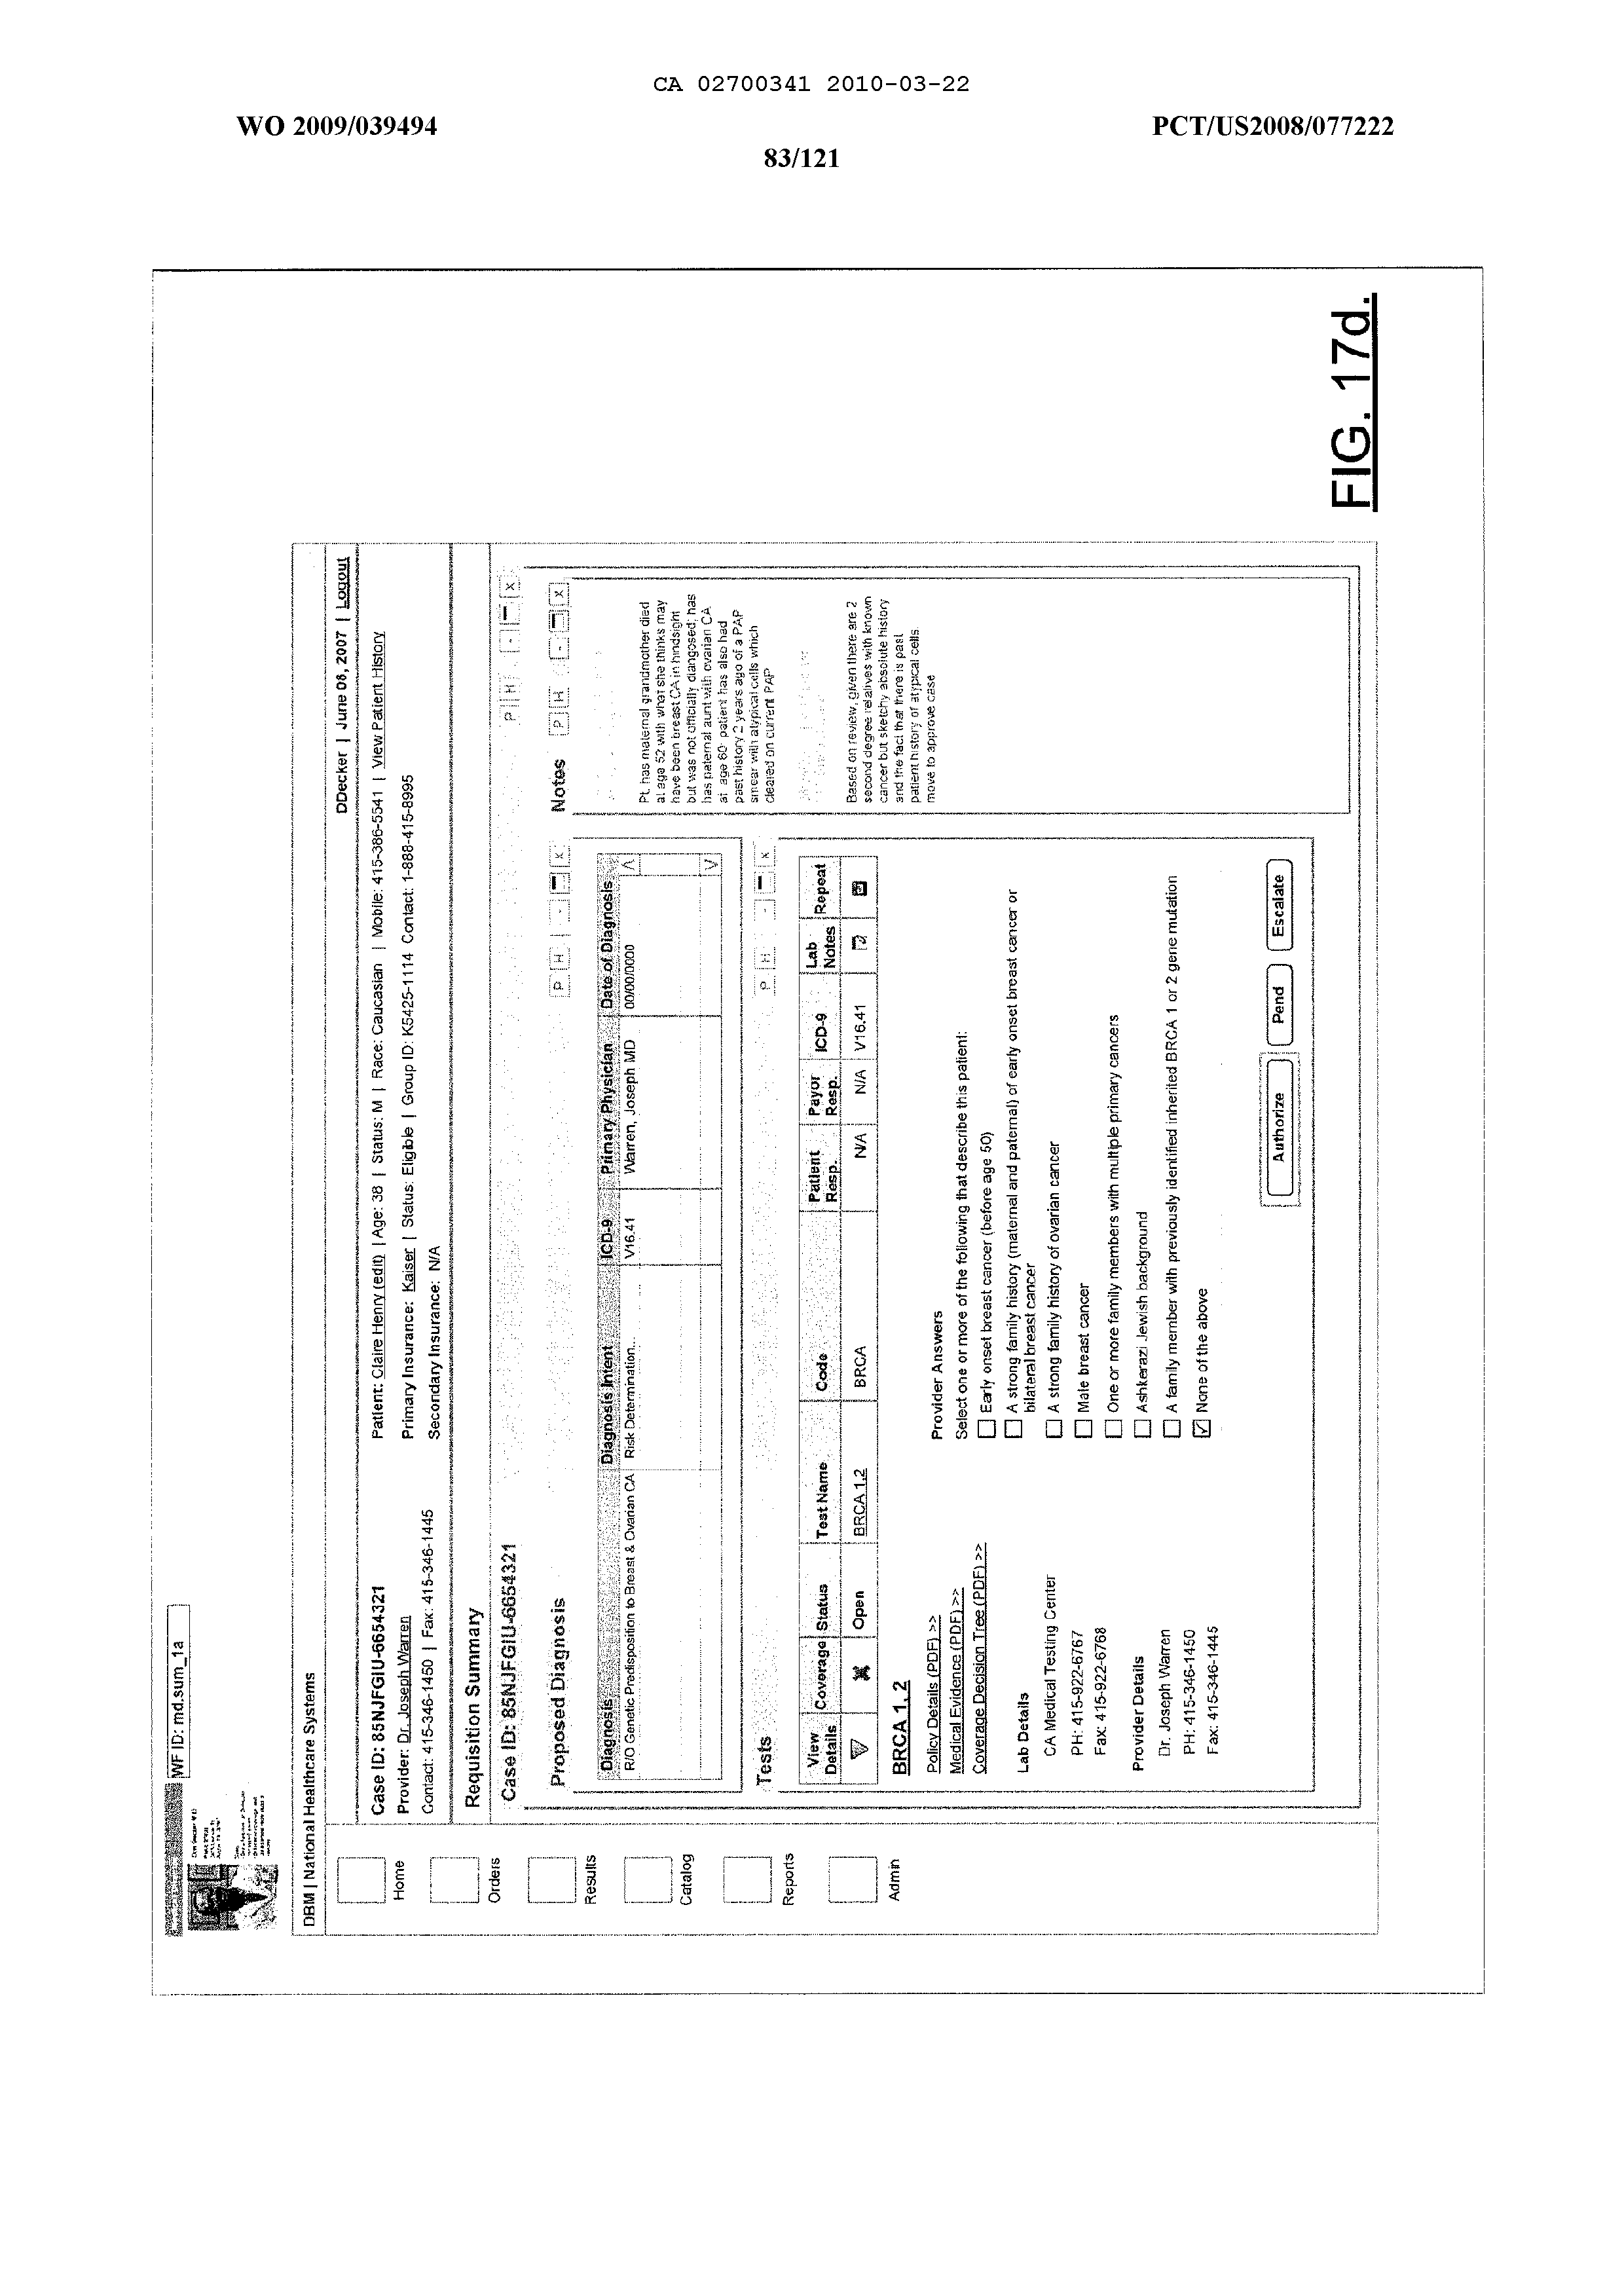 CA 02700341 2010-03-22
WO 2009/039494
PCT/US2008/077222
83/121
WF ID: md.sum_1a
DBM | National Healthcare Systems
DDecker | June 08, 2007 | Logout
Home
Orders
Results
Catalog
Reports
Admin
Case ID: 85NJFGIU-6654321
Provider: Dr. Joseph Warren
Contact: 415-346-1450 | Fax: 415-346-1445
Patient: Claire Henry (edit) | Age: 38 | Status: M | Race: Caucasian | Mobile: 415-386-5541 | View Patient History
Primary Insurance: Kaiser | Status: Eligible | Group ID: K5425-1114 Contact: 1-888-415-8995
Secondary Insurance: N/A
Requisition Summary
Case ID: 85NJFGIU-6654321
P H - x
Proposed Diagnosis
P H - x
Diagnosis Diagnosis Intent ICD-9 Primary Physician Date of Diagnosis
R/O Genetic Predisposition to Breast & Ovarian CA Risk Determination.. V16.41 Warren, Joseph MD 00/00/0000
Tests
P H - x
View Details Coverage Status Test Name Code Patient Resp. Payor Resp. ICD-9 Lab Notes Repeat
Open BRCA 1,2 BRCA N/A N/A V16.41
BRCA 1, 2
Policy Details (PDF) >>
Medical Evidence (PDF) >>
Coverage Decision Tree (PDF) >>
Lab Details
CA Medical Testing Center
PH: 415-922-6767
Fax: 415-922-6768
Provider Details
Dr. Joseph Warren
PH: 415-346-1450
Fax: 415-346-1445
Provider Answers
Select one or more of the following that describe this patient:
Early onset breast cancer (before age 50)
A strong family history (maternal and paternal) of early onset breast cancer or
bilateral breast cancer
A strong family history of ovarian cancer
Male breast cancer
One or more family members with multiple primary cancers
Ashkerazi Jewish background
A family member with previously identified inherited BRCA 1 or 2 gene mutation
None of the above
Authorize
Pend
Escalate
Notes
P H - x
Pt. has maternal grandmother died
at age 52 with what she thinks may
have been breast CA in hindsight
but was not officially diangosed; has
has paternal aunt with ovarian CA
at age 60 patient has also had
past history 2 years ago of a PAP
smear with atypical cells which
cleared on current PAP
Based on review, given there are 2
second degree relatives with known
cancer but sketchy absolute history
and the fact that there is past
patient history of atypical cells
move to approve case
FIG. 17d.